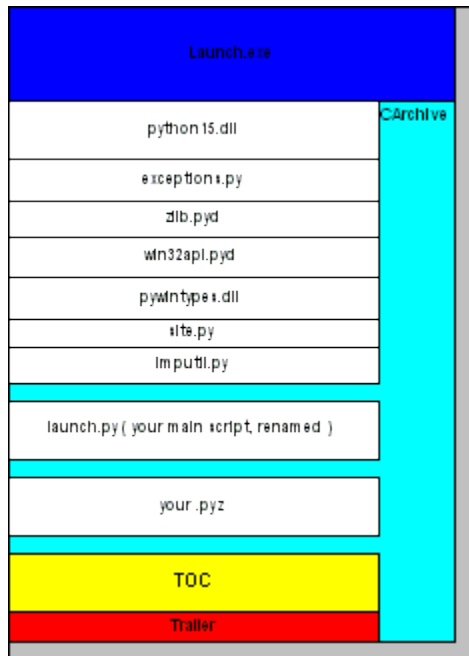 Launch.exe
CArchive
python15.dll
exceptions.py
zlib.pyd
win32api.pyd
pywintypes.dll
site.py
imputil.py
launch.py ( your main script, renamed )
your .pyz
TOC
Trailer